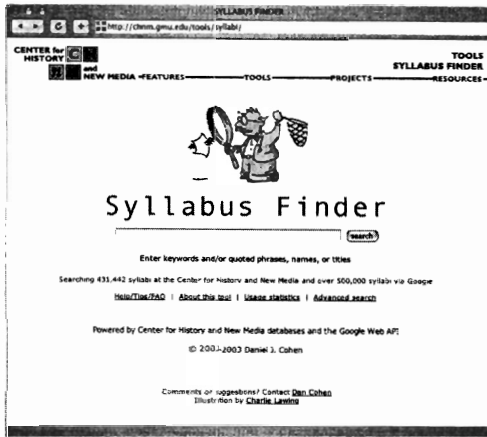 SYLLABUS FINDER
http://chnm.gmu.edu/tools/syllabi/
CENTER for
HISTORY
and
NEW MEDIA
FEATURES
TOOLS
PROJECTS
RESOURCES
TOOLS
SYLLABUS FINDER
Syllabus Finder
search
Enter keywords and/or quoted phrases, names, or titles
Searching 431,442 syllabi at the Center for History and New Media and over 500,000 syllabi via Google
Help/Tips/FAQ | About this tool | Usage statistics | Advanced search
Powered by Center for History and New Media databases and the Google Web API
© 2001-2003 Daniel J. Cohen
Comments or suggestions? Contact Dan Cohen
Illustration by Charlie Lawing